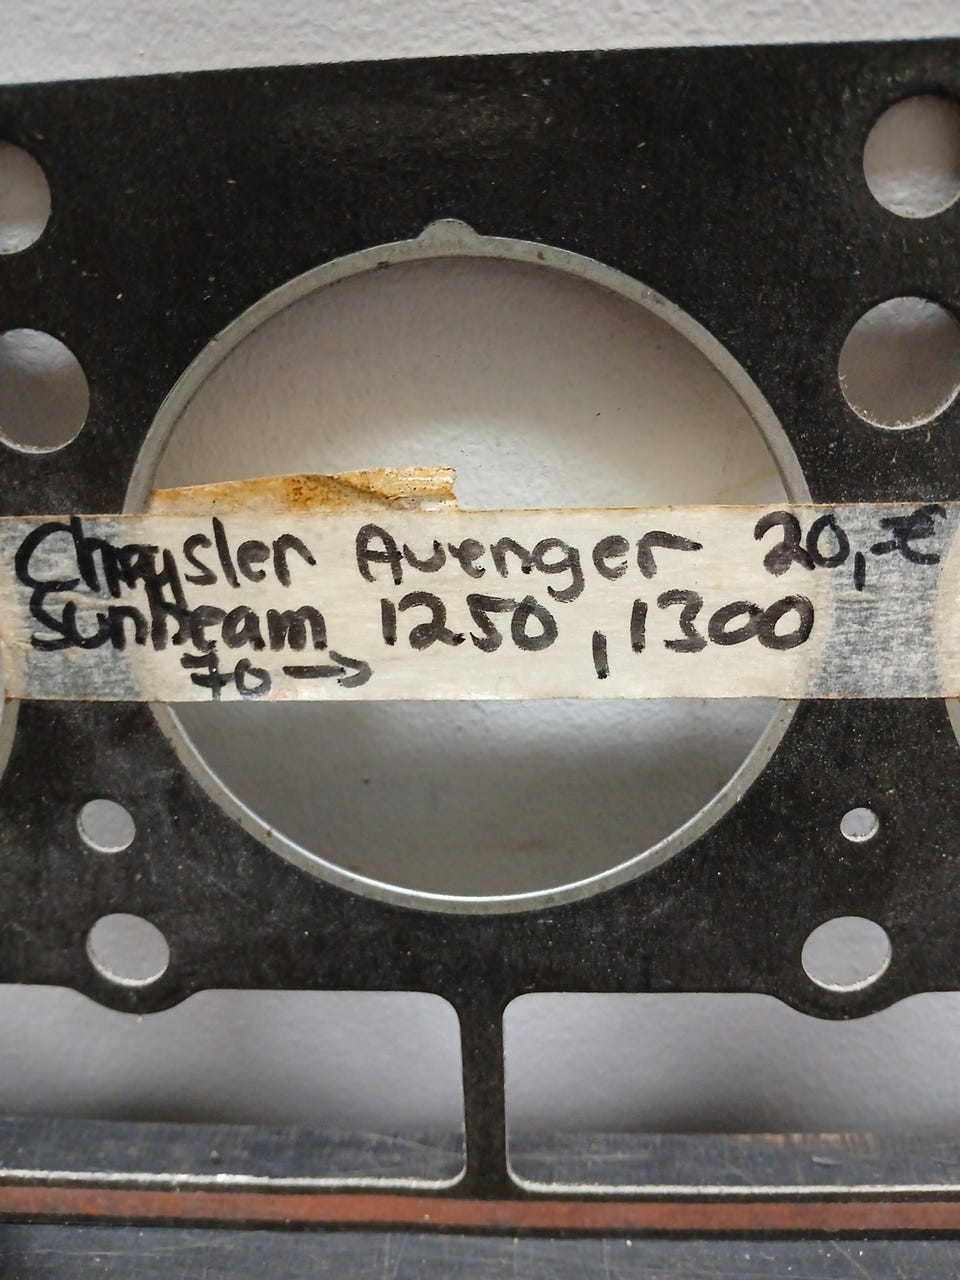 Chrysler Avenger 20,-€
Sunbeam 1250, 1300
70→